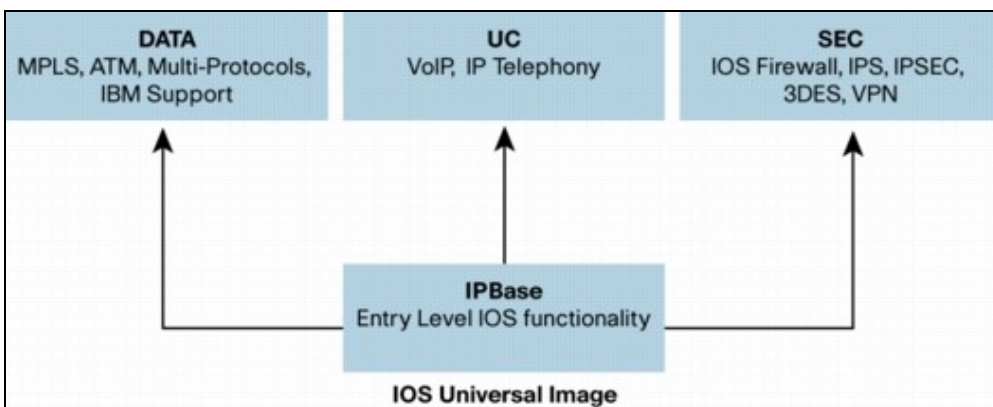 DATA
MPLS, ATM, Multi-Protocols,
IBM Support
UC
VoIP, IP Telephony
SEC
IOS Firewall, IPS, IPSEC,
3DES, VPN
IPBase
Entry Level IOS functionality
IOS Universal Image